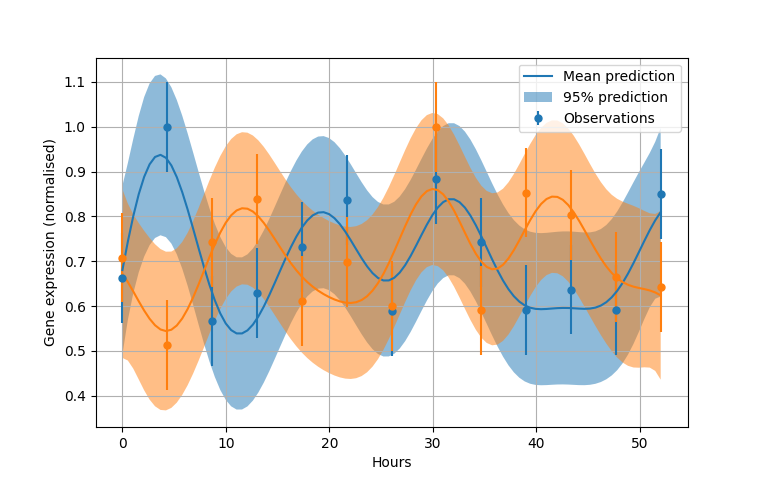 Gene expression (normalised)
1.1
1.0
0.9
0.8
0.7
0.6
0.5
0.4
Mean prediction
95% prediction
Observations
0 10 20 30 40 50
Hours